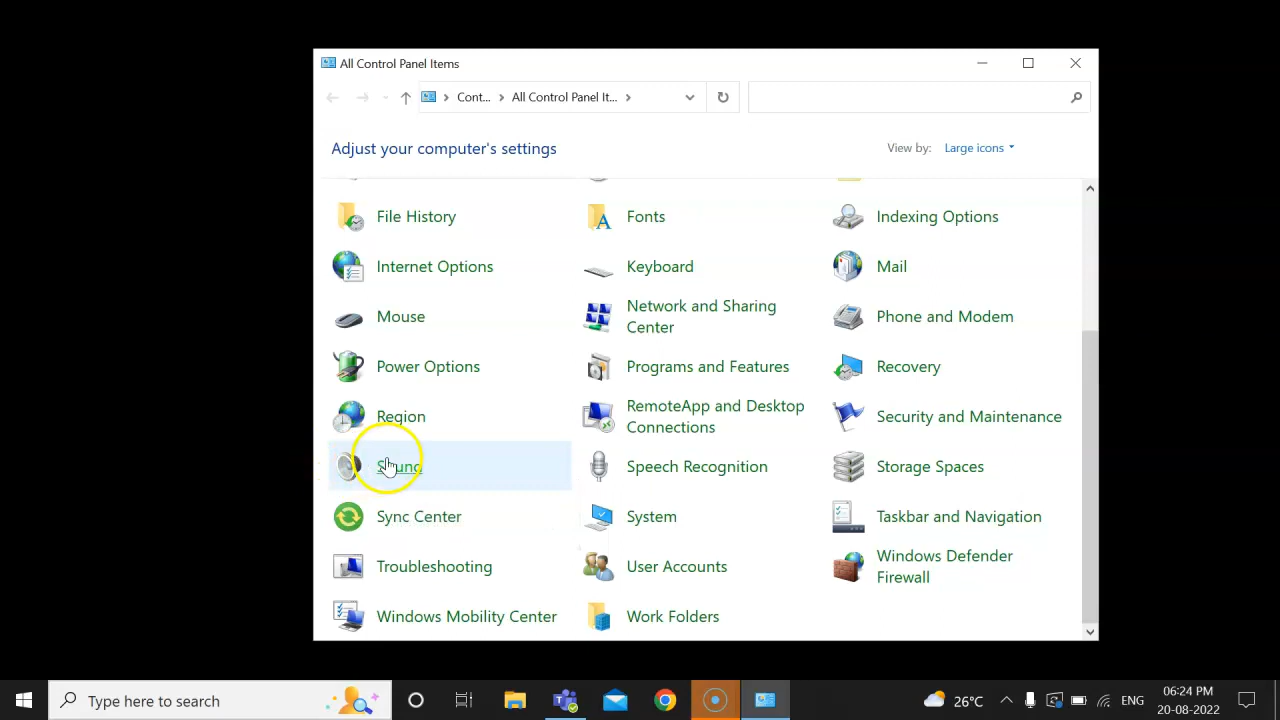 All Control Panel Items
Cont... All Control Panel It...
Adjust your computer's settings
View by: Large icons
File History
Fonts
Indexing Options
Internet Options
Keyboard
Mail
Mouse
Network and Sharing
Center
Phone and Modem
Power Options
Programs and Features
Recovery
Region
RemoteApp and Desktop
Connections
Security and Maintenance
Sound
Speech Recognition
Storage Spaces
Sync Center
System
Taskbar and Navigation
Troubleshooting
User Accounts
Windows Defender
Firewall
Windows Mobility Center
Work Folders
Type here to search
26°C
ENG
06:24 PM
20-08-2022